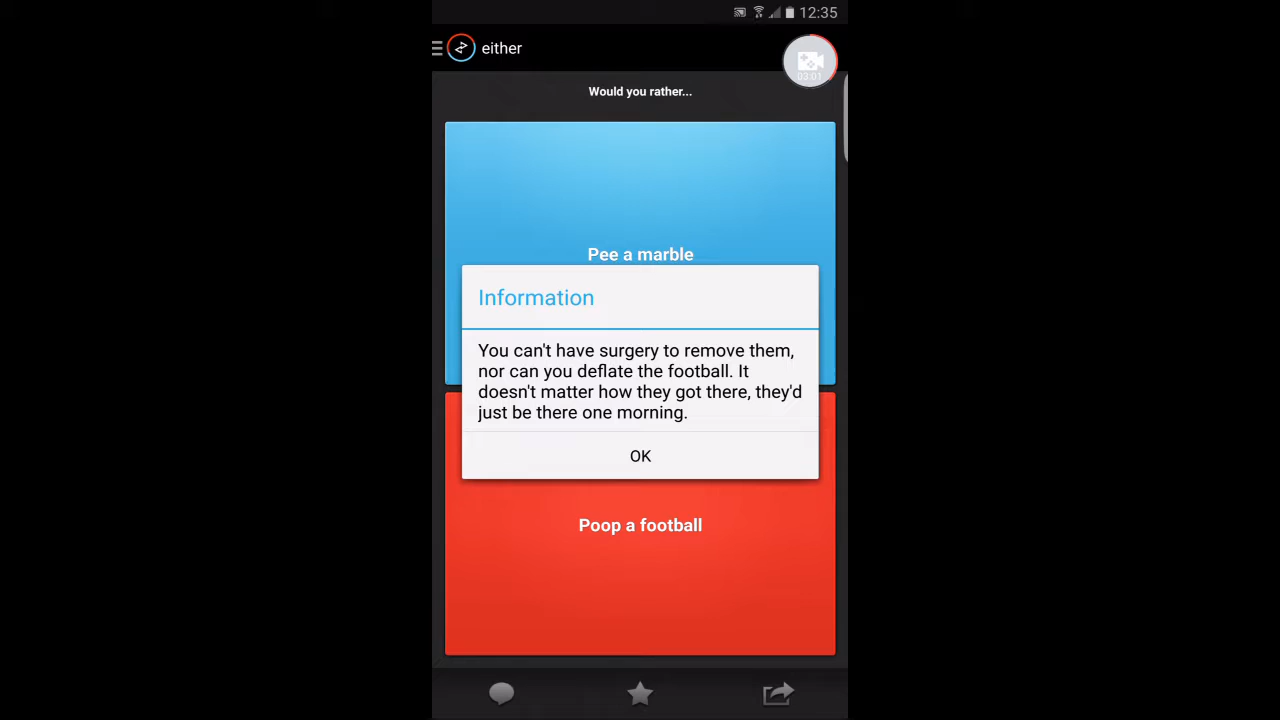 12:35
either
03:01
Would you rather...
Pee a marble
Information
You can't have surgery to remove them,
nor can you deflate the football. It
doesn't matter how they got there, they'd
just be there one morning.
OK
Poop a football